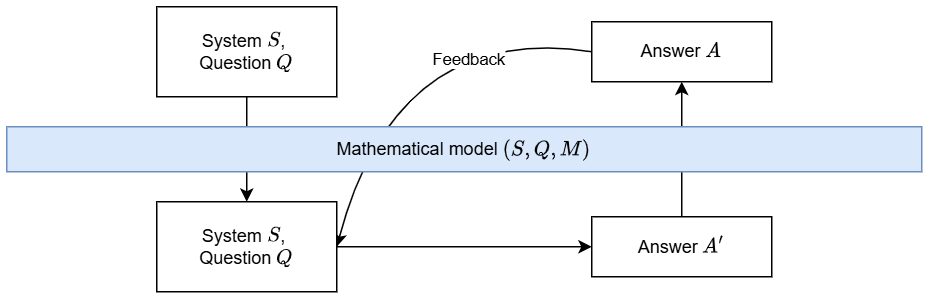 System S,
Question Q
Feedback
Answer A
Mathematical model (S, Q, M)
System S,
Question Q
Answer A′